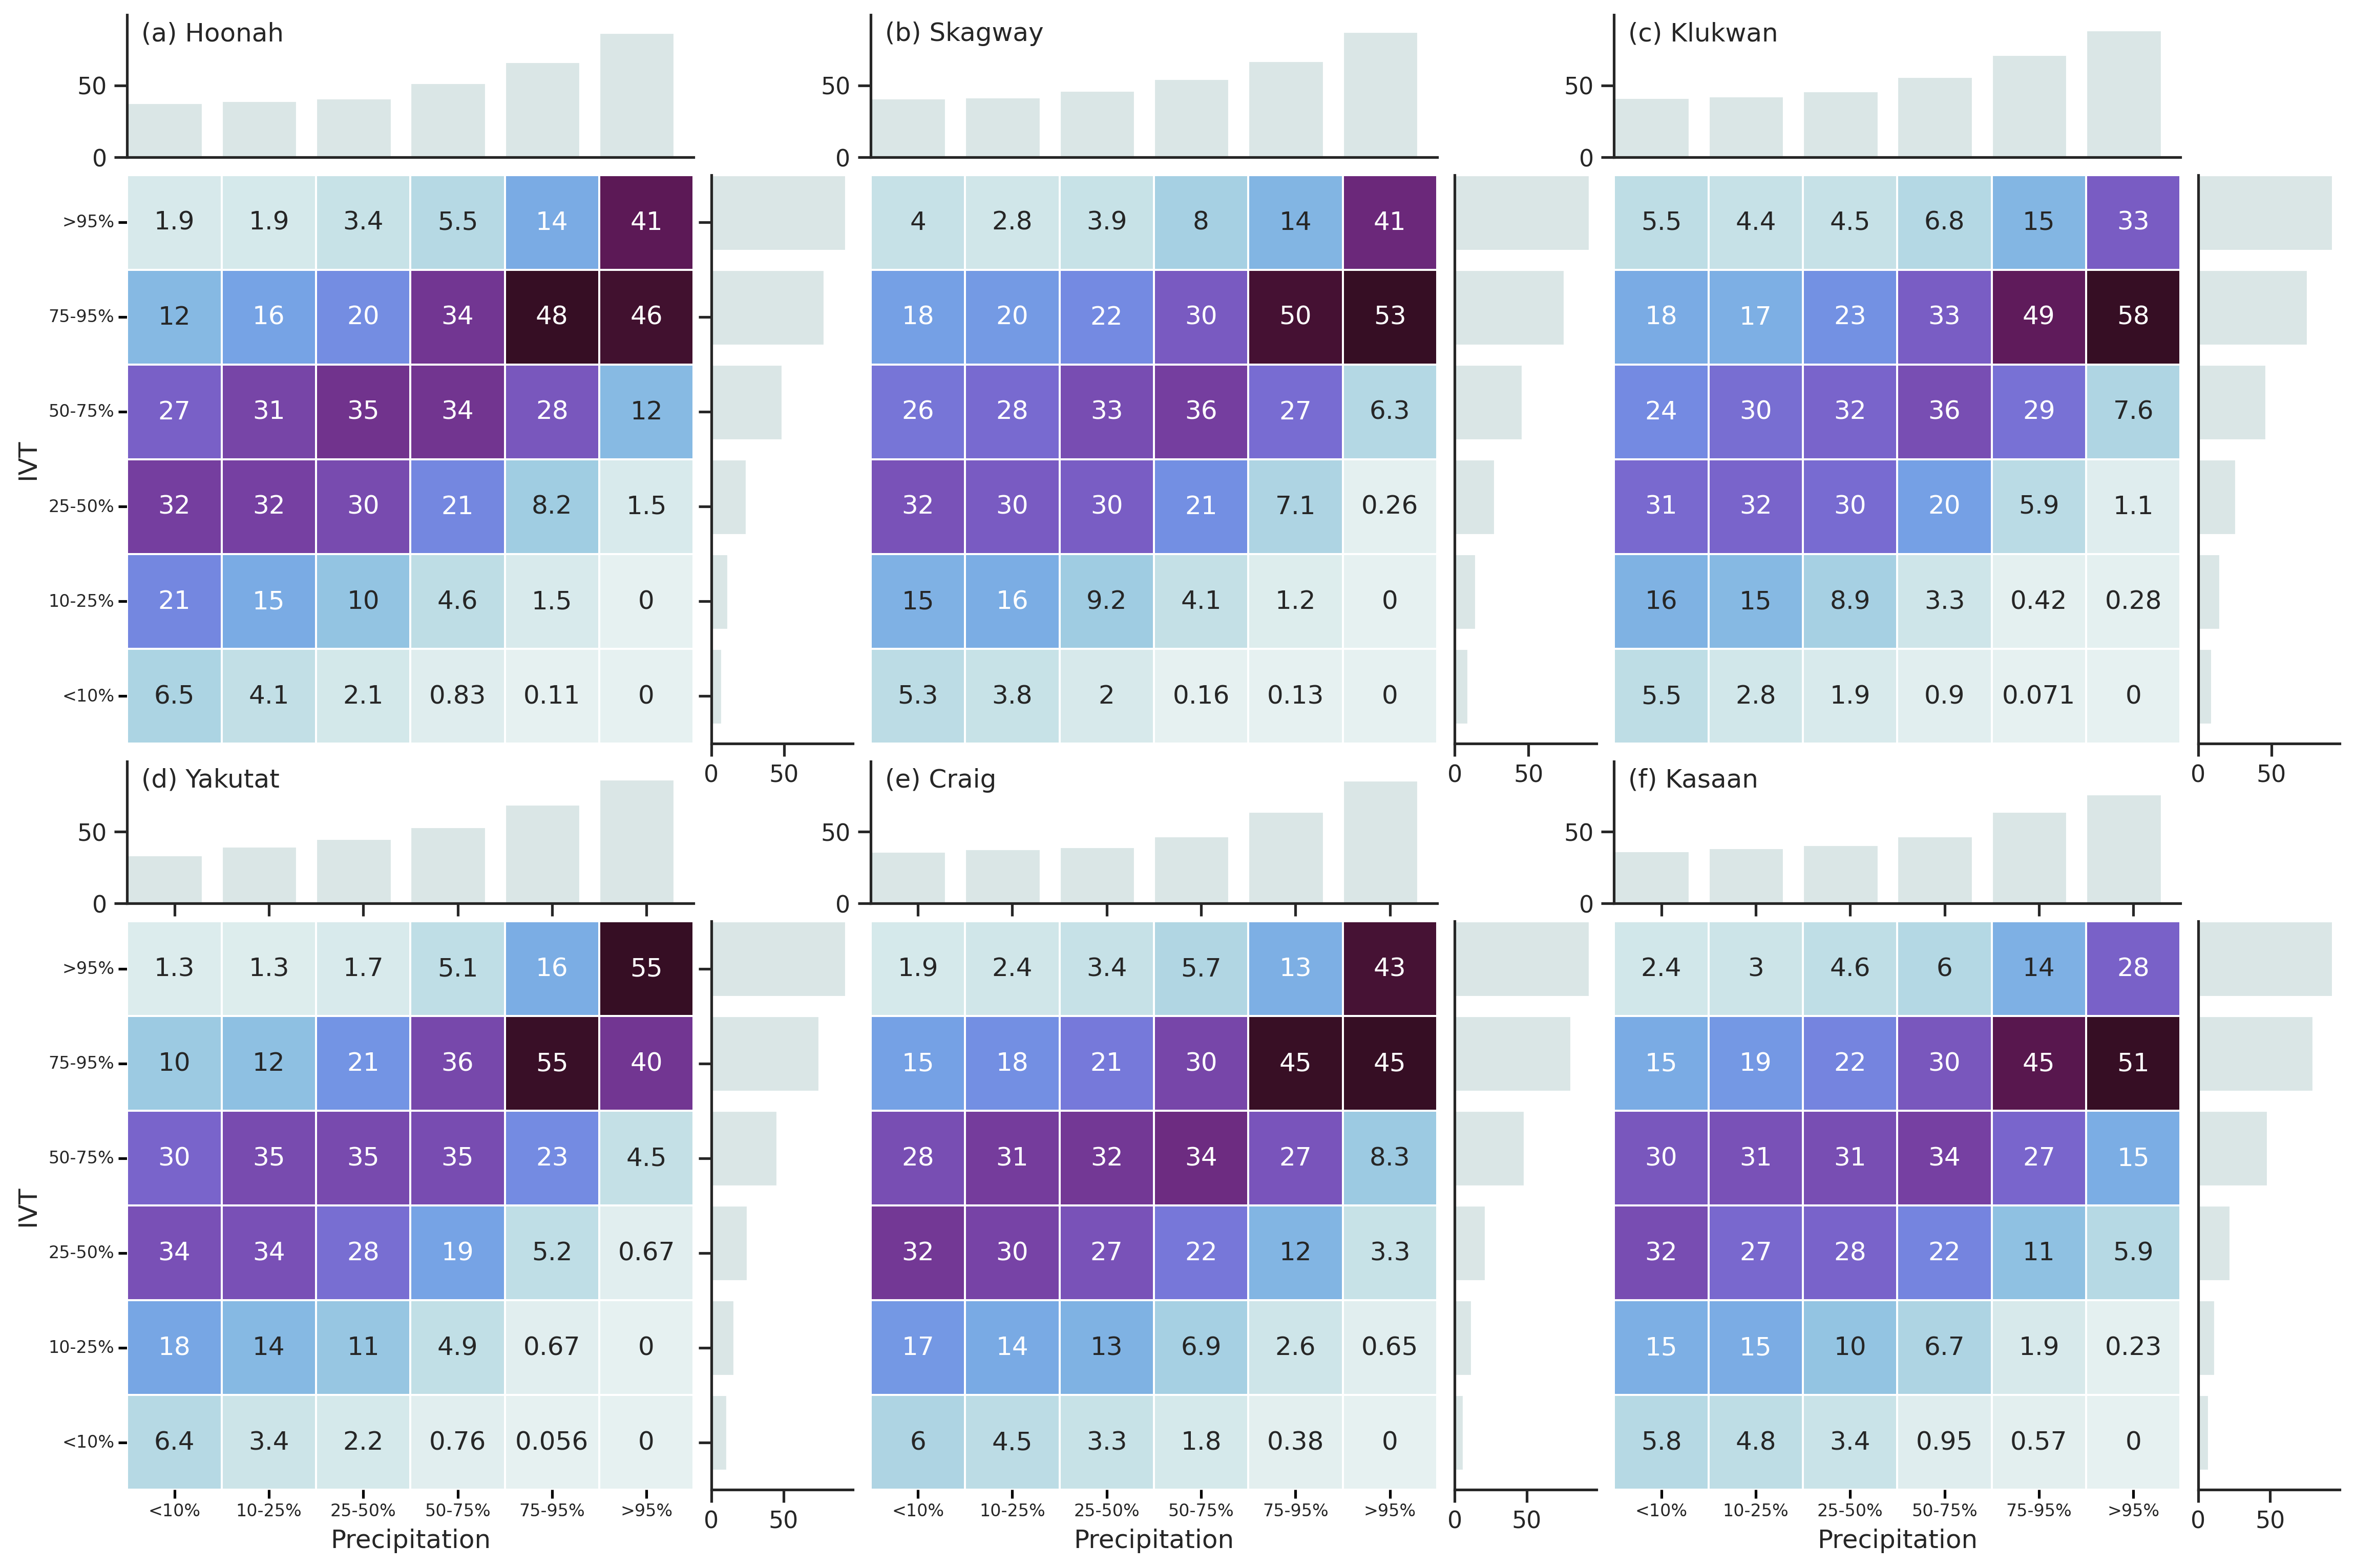 (a) Hoonah (b) Skagway (c) Klukwan
50 50 50
0 0 0
>95% 1.9 1.9 3.4 5.5 14 41 4 2.8 3.9 8 14 41 5.5 4.4 4.5 6.8 15 33
75-95% 12 16 20 34 48 46 18 20 22 30 50 53 18 17 23 33 49 58
50-75% 27 31 35 34 28 12 26 28 33 36 27 6.3 24 30 32 36 29 7.6
IVT
25-50% 32 32 30 21 8.2 1.5 32 30 30 21 7.1 0.26 31 32 30 20 5.9 1.1
10-25% 21 15 10 4.6 1.5 0 15 16 9.2 4.1 1.2 0 16 15 8.9 3.3 0.42 0.28
<10% 6.5 4.1 2.1 0.83 0.11 0 5.3 3.8 2 0.16 0.13 0 5.5 2.8 1.9 0.9 0.071 0
0 50 0 50 0 50
(d) Yakutat (e) Craig (f) Kasaan
50 50 50
0 0 0
>95% 1.3 1.3 1.7 5.1 16 55 1.9 2.4 3.4 5.7 13 43 2.4 3 4.6 6 14 28
75-95% 10 12 21 36 55 40 15 18 21 30 45 45 15 19 22 30 45 51
50-75% 30 35 35 35 23 4.5 28 31 32 34 27 8.3 30 31 31 34 27 15
IVT
25-50% 34 34 28 19 5.2 0.67 32 30 27 22 12 3.3 32 27 28 22 11 5.9
10-25% 18 14 11 4.9 0.67 0 17 14 13 6.9 2.6 0.65 15 15 10 6.7 1.9 0.23
<10% 6.4 3.4 2.2 0.76 0.056 0 6 4.5 3.3 1.8 0.38 0 5.8 4.8 3.4 0.95 0.57 0
<10% 10-25% 25-50% 50-75% 75-95% >95% 0 50 <10% 10-25% 25-50% 50-75% 75-95% >95% 0 50 <10% 10-25% 25-50% 50-75% 75-95% >95% 0 50
Precipitation Precipitation Precipitation